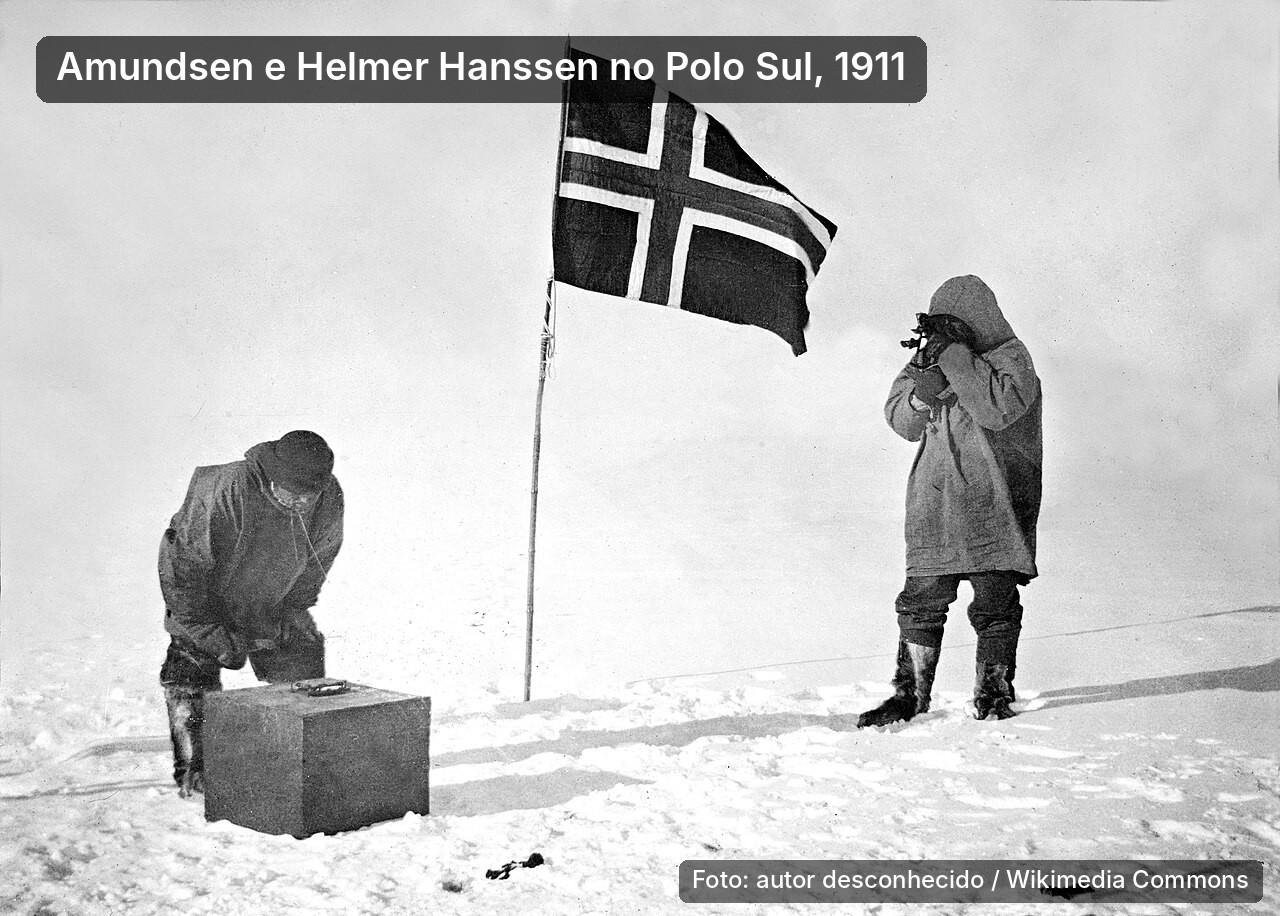 Amundsen e Helmer Hanssen no Polo Sul, 1911
Foto: autor desconhecido / Wikimedia Commons